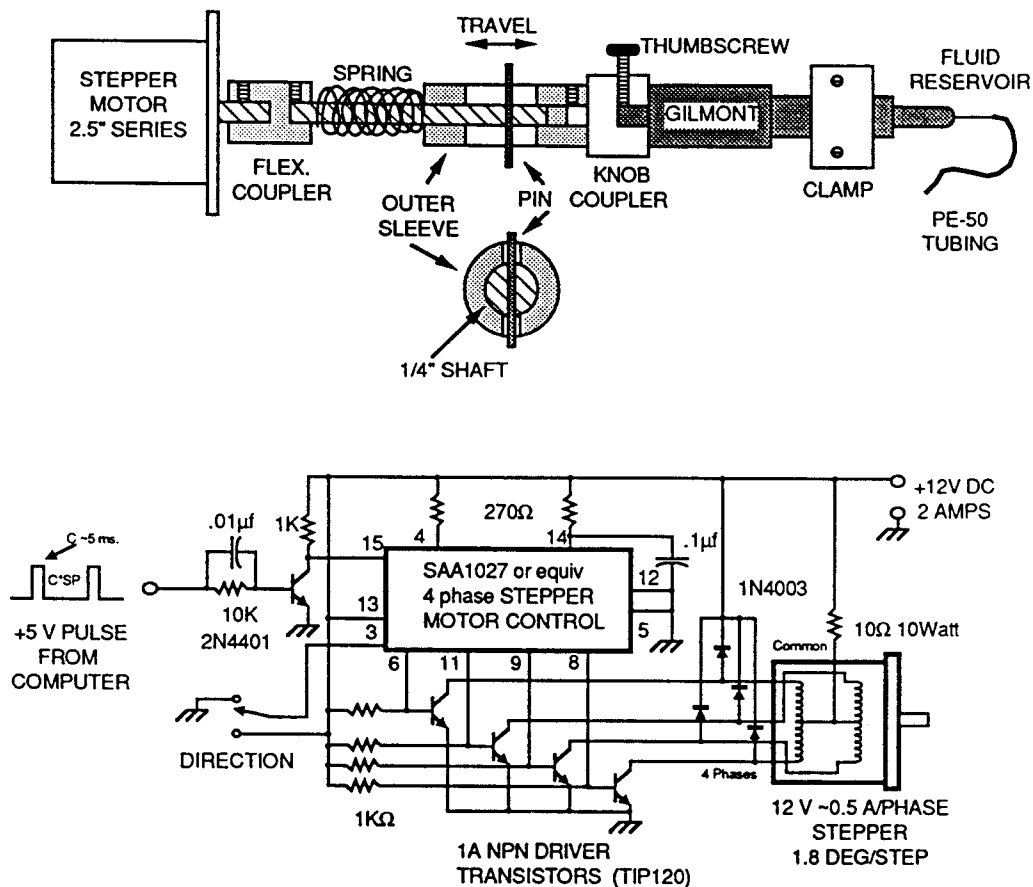 TRAVEL
THUMBSCREW
FLUID
RESERVOIR
STEPPER
MOTOR
2.5" SERIES
SPRING
GILMONT
FLEX.
COUPLER
OUTER
SLEEVE
PIN
KNOB
COUPLER
CLAMP
PE-50
TUBING
1/4" SHAFT
+12V DC
2 AMPS
270Ω
.01µf
1K
C ~5 ms.
C*SP
15
4
14
.1µf
SAA1027 or equiv
4 phase STEPPER
MOTOR CONTROL
12
13
3
5
10K
2N4401
1N4003
10Ω 10Watt
+5 V PULSE
FROM
COMPUTER
6
11
9
8
Common
DIRECTION
4 Phases
1KΩ
12 V ~0.5 A/PHASE
STEPPER
1.8 DEG/STEP
1A NPN DRIVER
TRANSISTORS (TIP120)